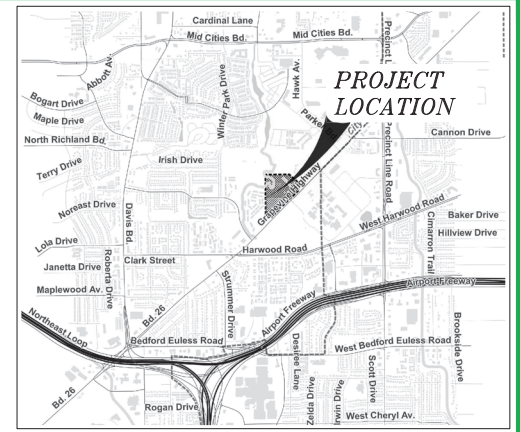 Cardinal Lane
Mid Cities Bd.
Mid Cities Bd.
Precinct L
Abbott Av.
Hawk Av.
Winter Park Drive
PROJECT
LOCATION
Bogart Drive
Maple Drive
North Richland Bd.
Parker
City
Cannon Drive
Precinct Line Road
Irish Drive
Terry Drive
Grapevine Highway
Noreast Drive
Davis Bd.
West Harwood Road
Baker Drive
Cimarron Trail
Hillview Drive
Lola Drive
Harwood Road
Clark Street
Janetta Drive
Roberta Drive
Maplewood Av.
Strummer Drive
Airport Freeway
Airport Freeway
Northeast Loop
Bd. 26
Bedford Euless Road
Desiree Lane
West Bedford Euless Road
Brookside Drive
Scott Drive
Zelda Drive
Irwin Drive
Bd. 26
Rogan Drive
West Cheryl Av.